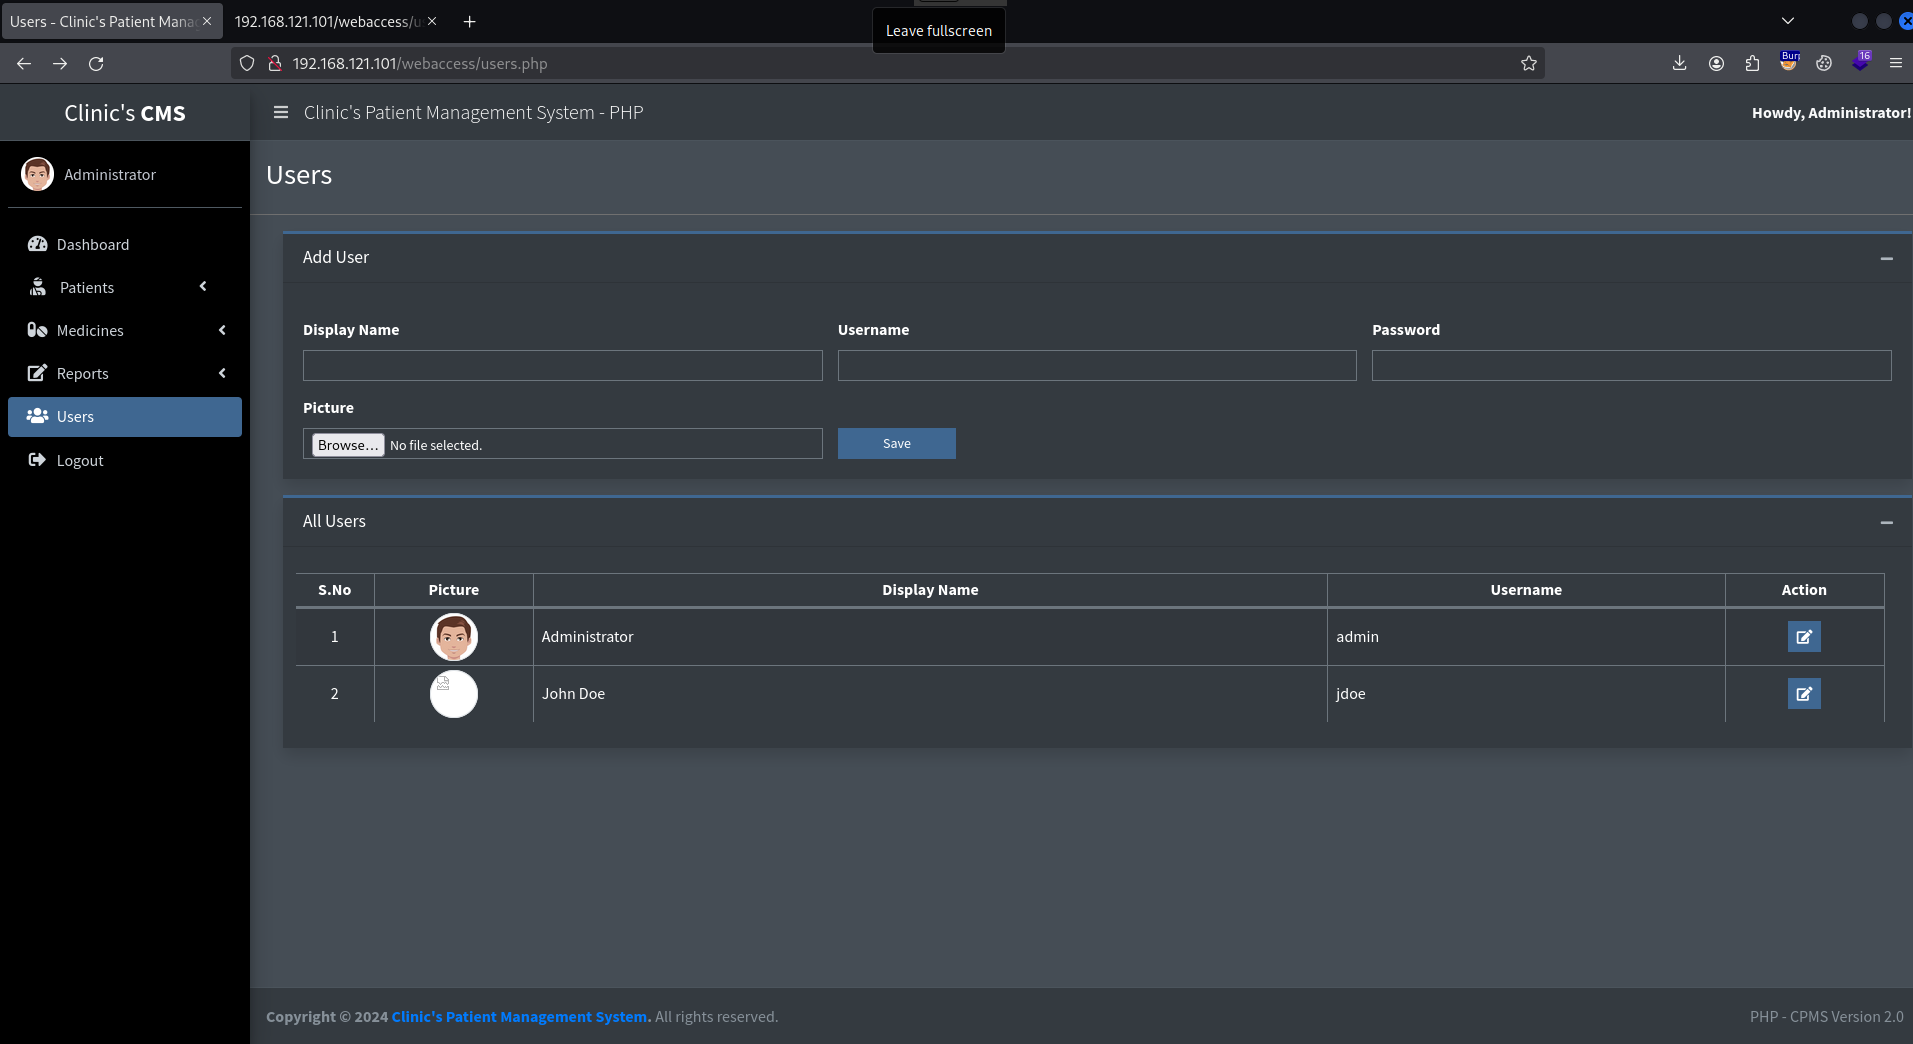 Users - Clinic's Patient Mana
192.168.121.101/webaccess/u
Leave fullscreen
192.168.121.101/webaccess/users.php
Bur
16
Clinic's CMS
Clinic's Patient Management System - PHP
Howdy, Administrator!
Administrator
Users
Dashboard
Patients
Medicines
Reports
Users
Logout
Add User
Display Name Username Password
Picture
Browse... No file selected. Save
All Users
S.No Picture Display Name Username Action
1 Administrator admin
2 John Doe jdoe
Copyright © 2024 Clinic's Patient Management System. All rights reserved.
PHP - CPMS Version 2.0